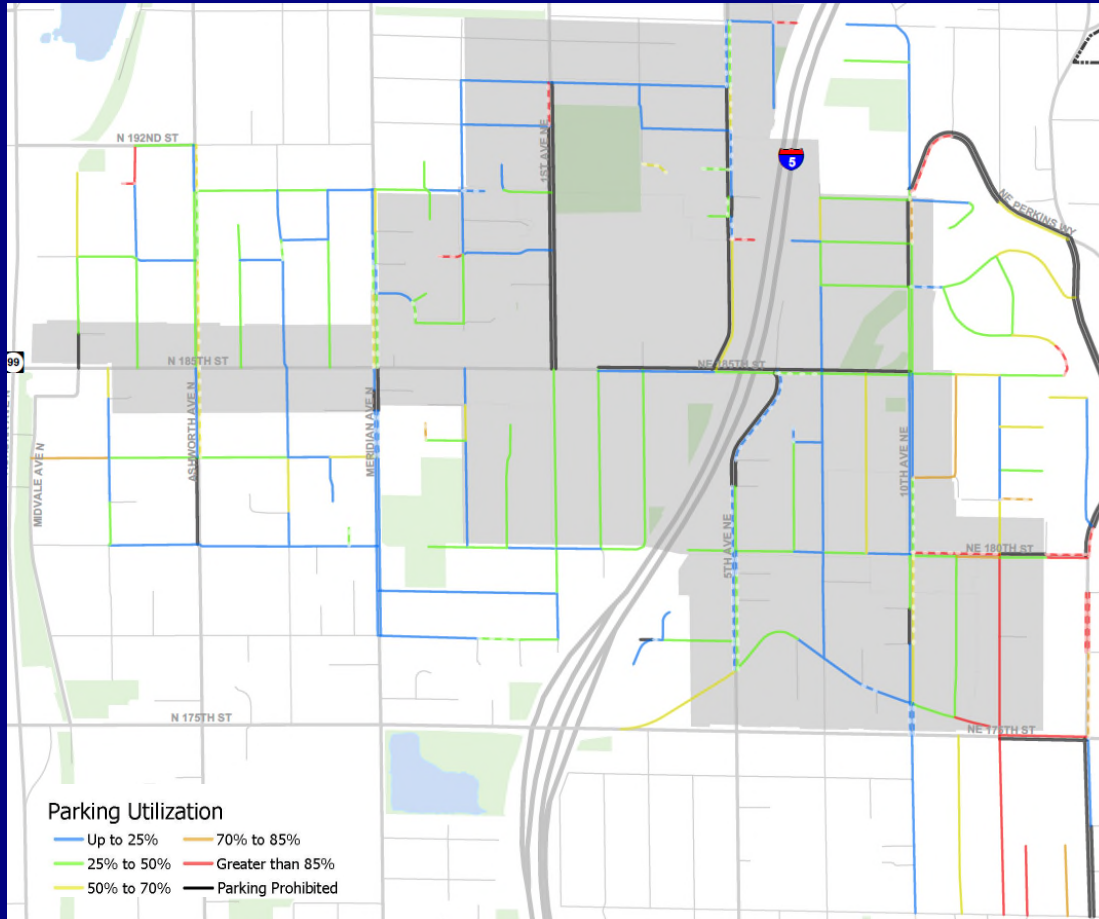 N 192ND ST
1ST AVE NE
5
NE PERKINS WY
99
N 185TH ST
NE 185TH ST
MIDVALE AVE N
ASHWORTH AVE N
MERIDIAN AVE N
10TH AVE NE
5TH AVE NE
NE 180TH ST
N 175TH ST
NE 175TH ST
Parking Utilization
Up to 25%
70% to 85%
25% to 50%
Greater than 85%
50% to 70%
Parking Prohibited